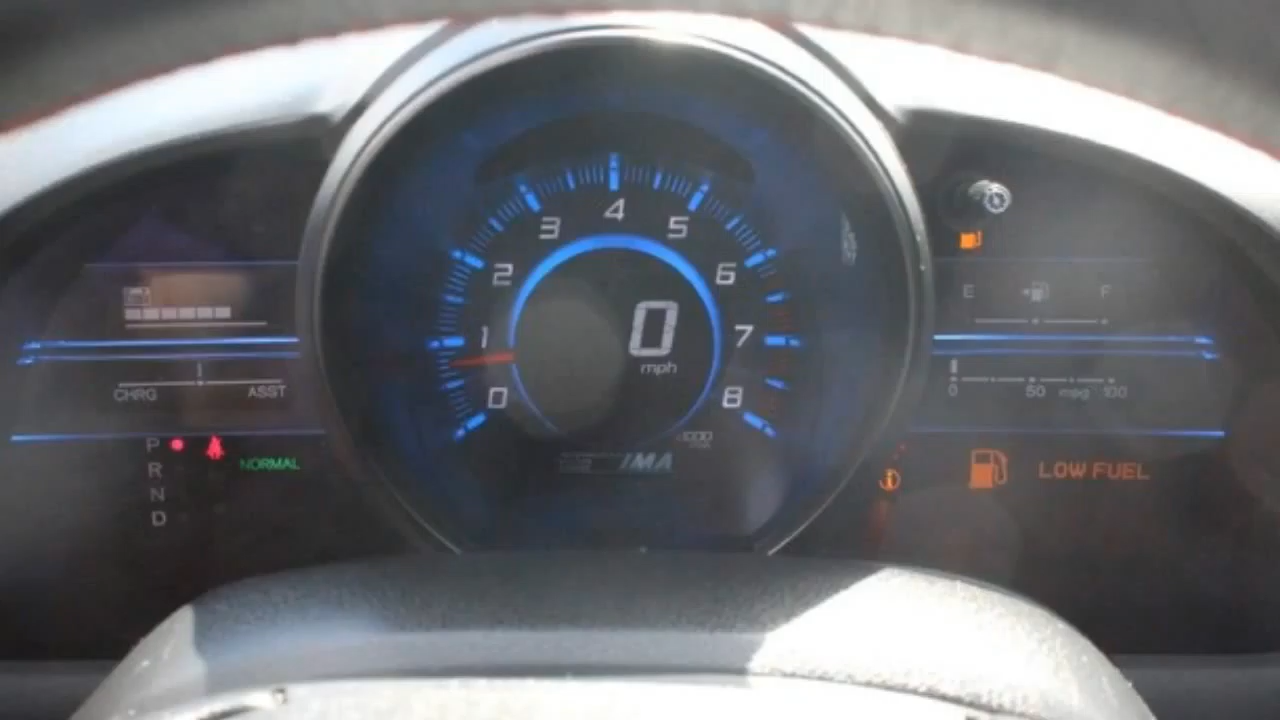 4
3 5
2 6
1 7
0 8
0
mph
x1000
IMA
CHRG ASST
P
R
N
D
NORMAL
E F
0 50 mpg 100
LOW FUEL